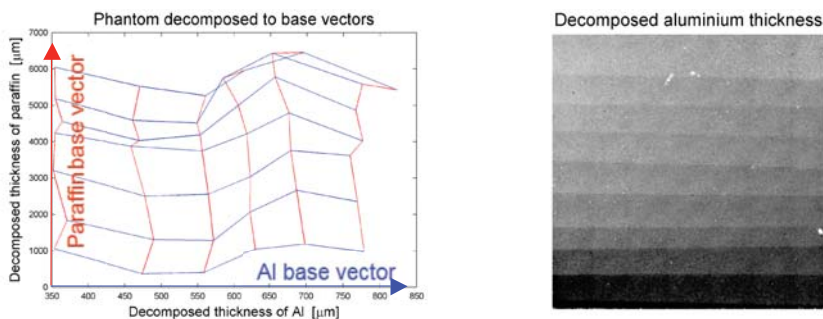 Phantom decomposed to base vectors
Decomposed thickness of paraffin [μm]
7000
6000
5000
4000
3000
2000
1000
0
Paraffin base vector
Al base vector
350 400 450 500 550 600 650 700 750 800 850
Decomposed thickness of Al [μm]
Decomposed aluminium thickness